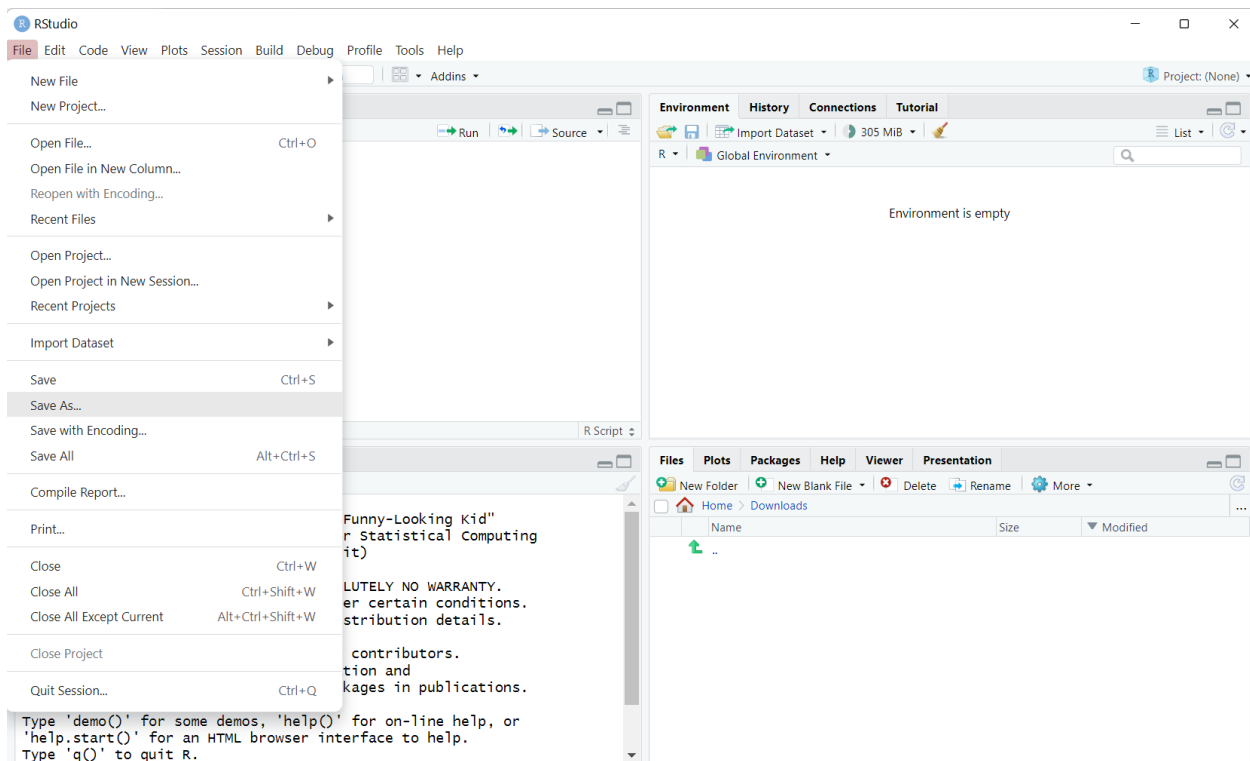 RStudio
File Edit Code View Plots Session Build Debug Profile Tools Help
Addins
Project: (None)
New File
New Project...
Open File... Ctrl+O
Open File in New Column...
Reopen with Encoding...
Recent Files
Open Project...
Open Project in New Session...
Recent Projects
Import Dataset
Save Ctrl+S
Save As...
Save with Encoding...
Save All Alt+Ctrl+S
Compile Report...
Print...
Close Ctrl+W
Close All Ctrl+Shift+W
Close All Except Current Alt+Ctrl+Shift+W
Close Project
Quit Session... Ctrl+Q
Run Source
R Script
Funny-Looking Kid"
r Statistical Computing
it)
LUTELY NO WARRANTY.
er certain conditions.
stribution details.
contributors.
tion and
kages in publications.
Type 'demo()' for some demos, 'help()' for on-line help, or
'help.start()' for an HTML browser interface to help.
Type 'q()' to quit R.
Environment History Connections Tutorial
Import Dataset 305 MiB List
R Global Environment
Environment is empty
Files Plots Packages Help Viewer Presentation
New Folder New Blank File Delete Rename More
Home Downloads ...
Name Size Modified
..